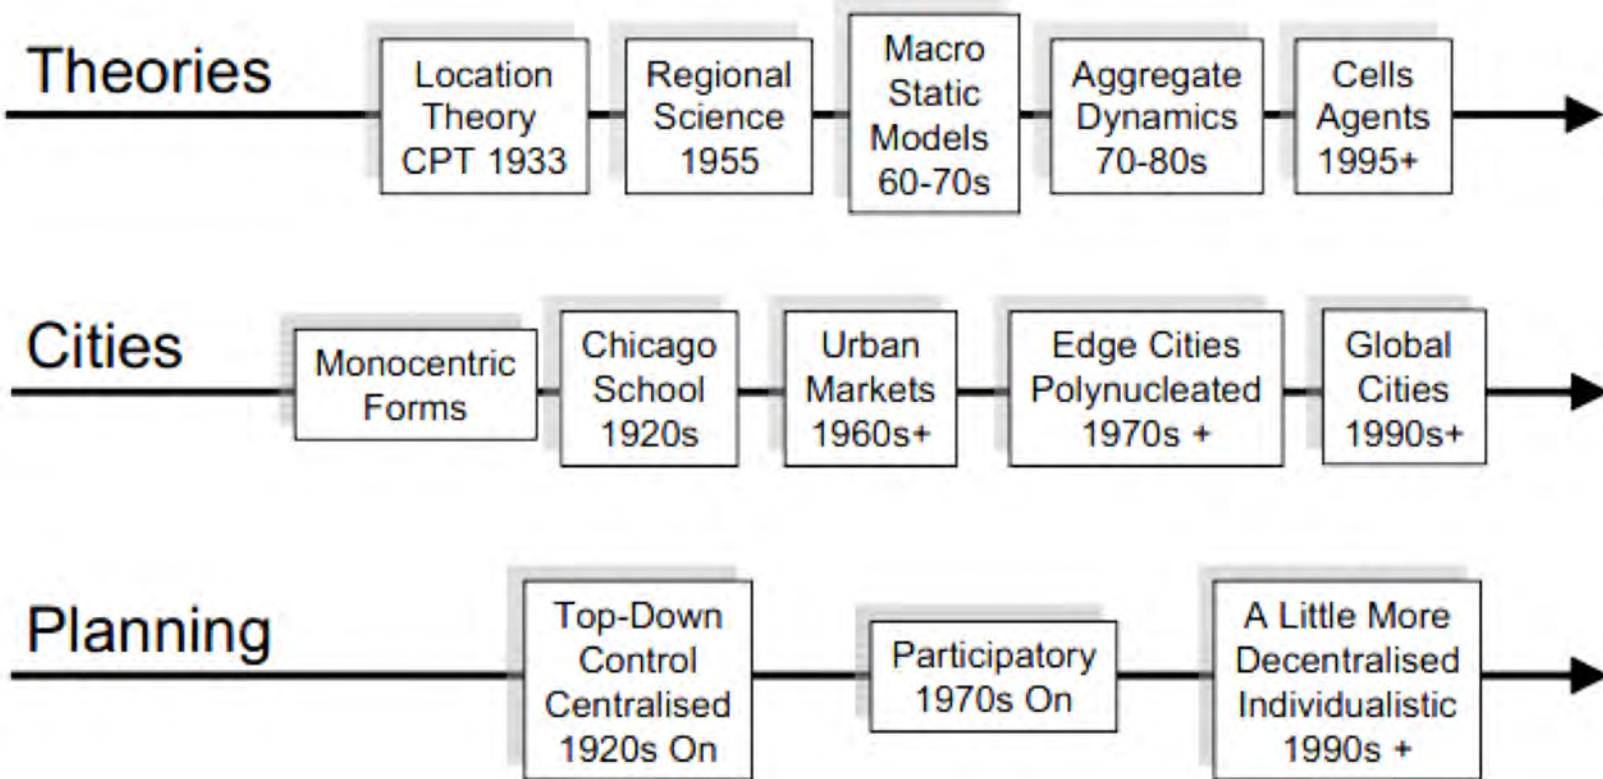 Theories
Location
Theory
CPT 1933
Regional
Science
1955
Macro
Static
Models
60-70s
Aggregate
Dynamics
70-80s
Cells
Agents
1995+
Cities
Monocentric
Forms
Chicago
School
1920s
Urban
Markets
1960s+
Edge Cities
Polynucleated
1970s +
Global
Cities
1990s+
Planning
Top-Down
Control
Centralised
1920s On
Participatory
1970s On
A Little More
Decentralised
Individualistic
1990s +